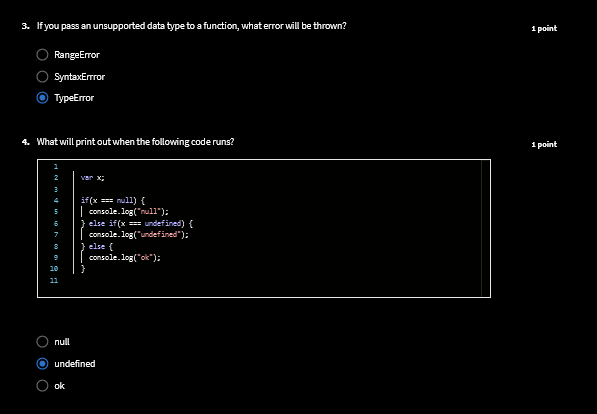 3. If you pass an unsupported data type to a function, what error will be thrown?
1 point
RangeError
SyntaxErrror
TypeError
4. What will print out when the following code runs?
1 point
1
2 var x;
3
4 if(x === null) {
5 console.log("null");
6 } else if(x === undefined) {
7 console.log("undefined");
8 } else {
9 console.log("ok");
10 }
11
null
undefined
ok